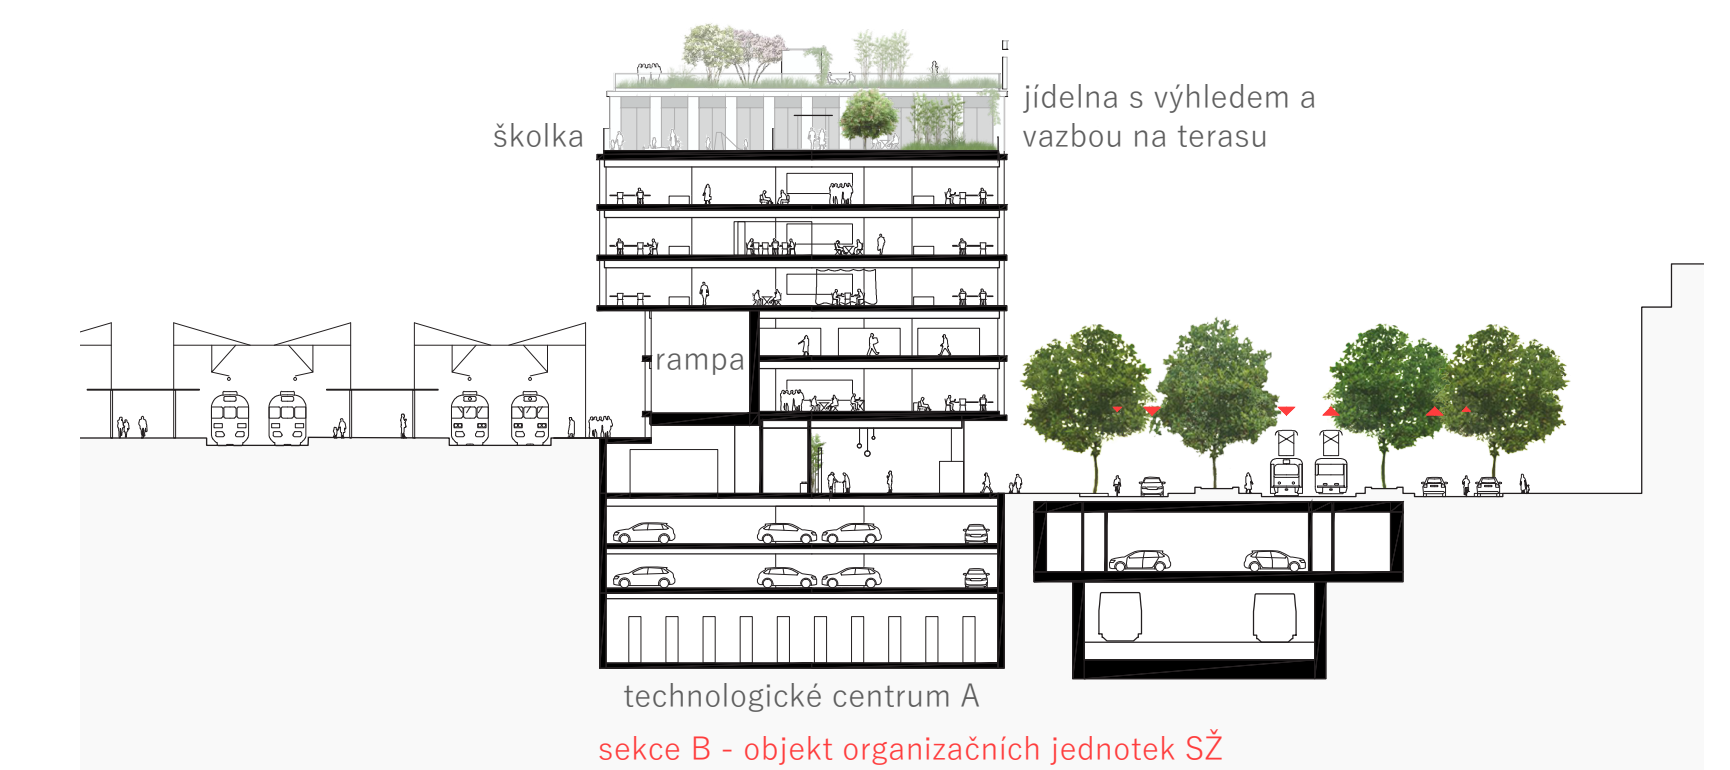 školka
jídelna s výhledem a
vazbou na terasu
rampa
technologické centrum A
sekce B - objekt organizačních jednotek SŽ